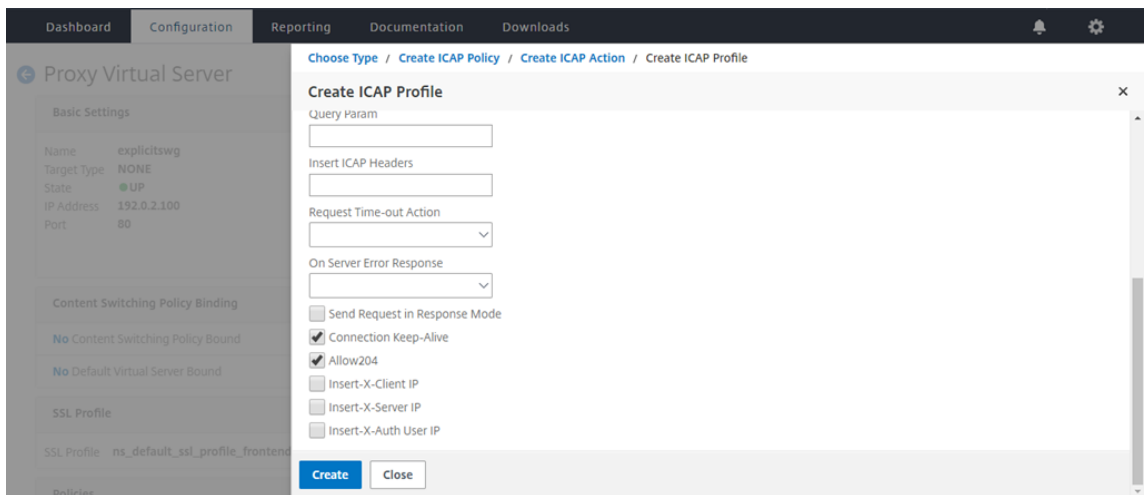 Dashboard Configuration Reporting Documentation Downloads
Proxy Virtual Server
Basic Settings
Name explicitswg
Target Type NONE
State UP
IP Address 192.0.2.100
Port 80
Content Switching Policy Binding
No Content Switching Policy Bound
No Default Virtual Server Bound
SSL Profile
SSL Profile ns_default_ssl_profile_frontend
Policies
Choose Type / Create ICAP Policy / Create ICAP Action / Create ICAP Profile
Create ICAP Profile
Query Param
Insert ICAP Headers
Request Time-out Action
On Server Error Response
Send Request in Response Mode
Connection Keep-Alive
Allow204
Insert-X-Client IP
Insert-X-Server IP
Insert-X-Auth User IP
Create Close